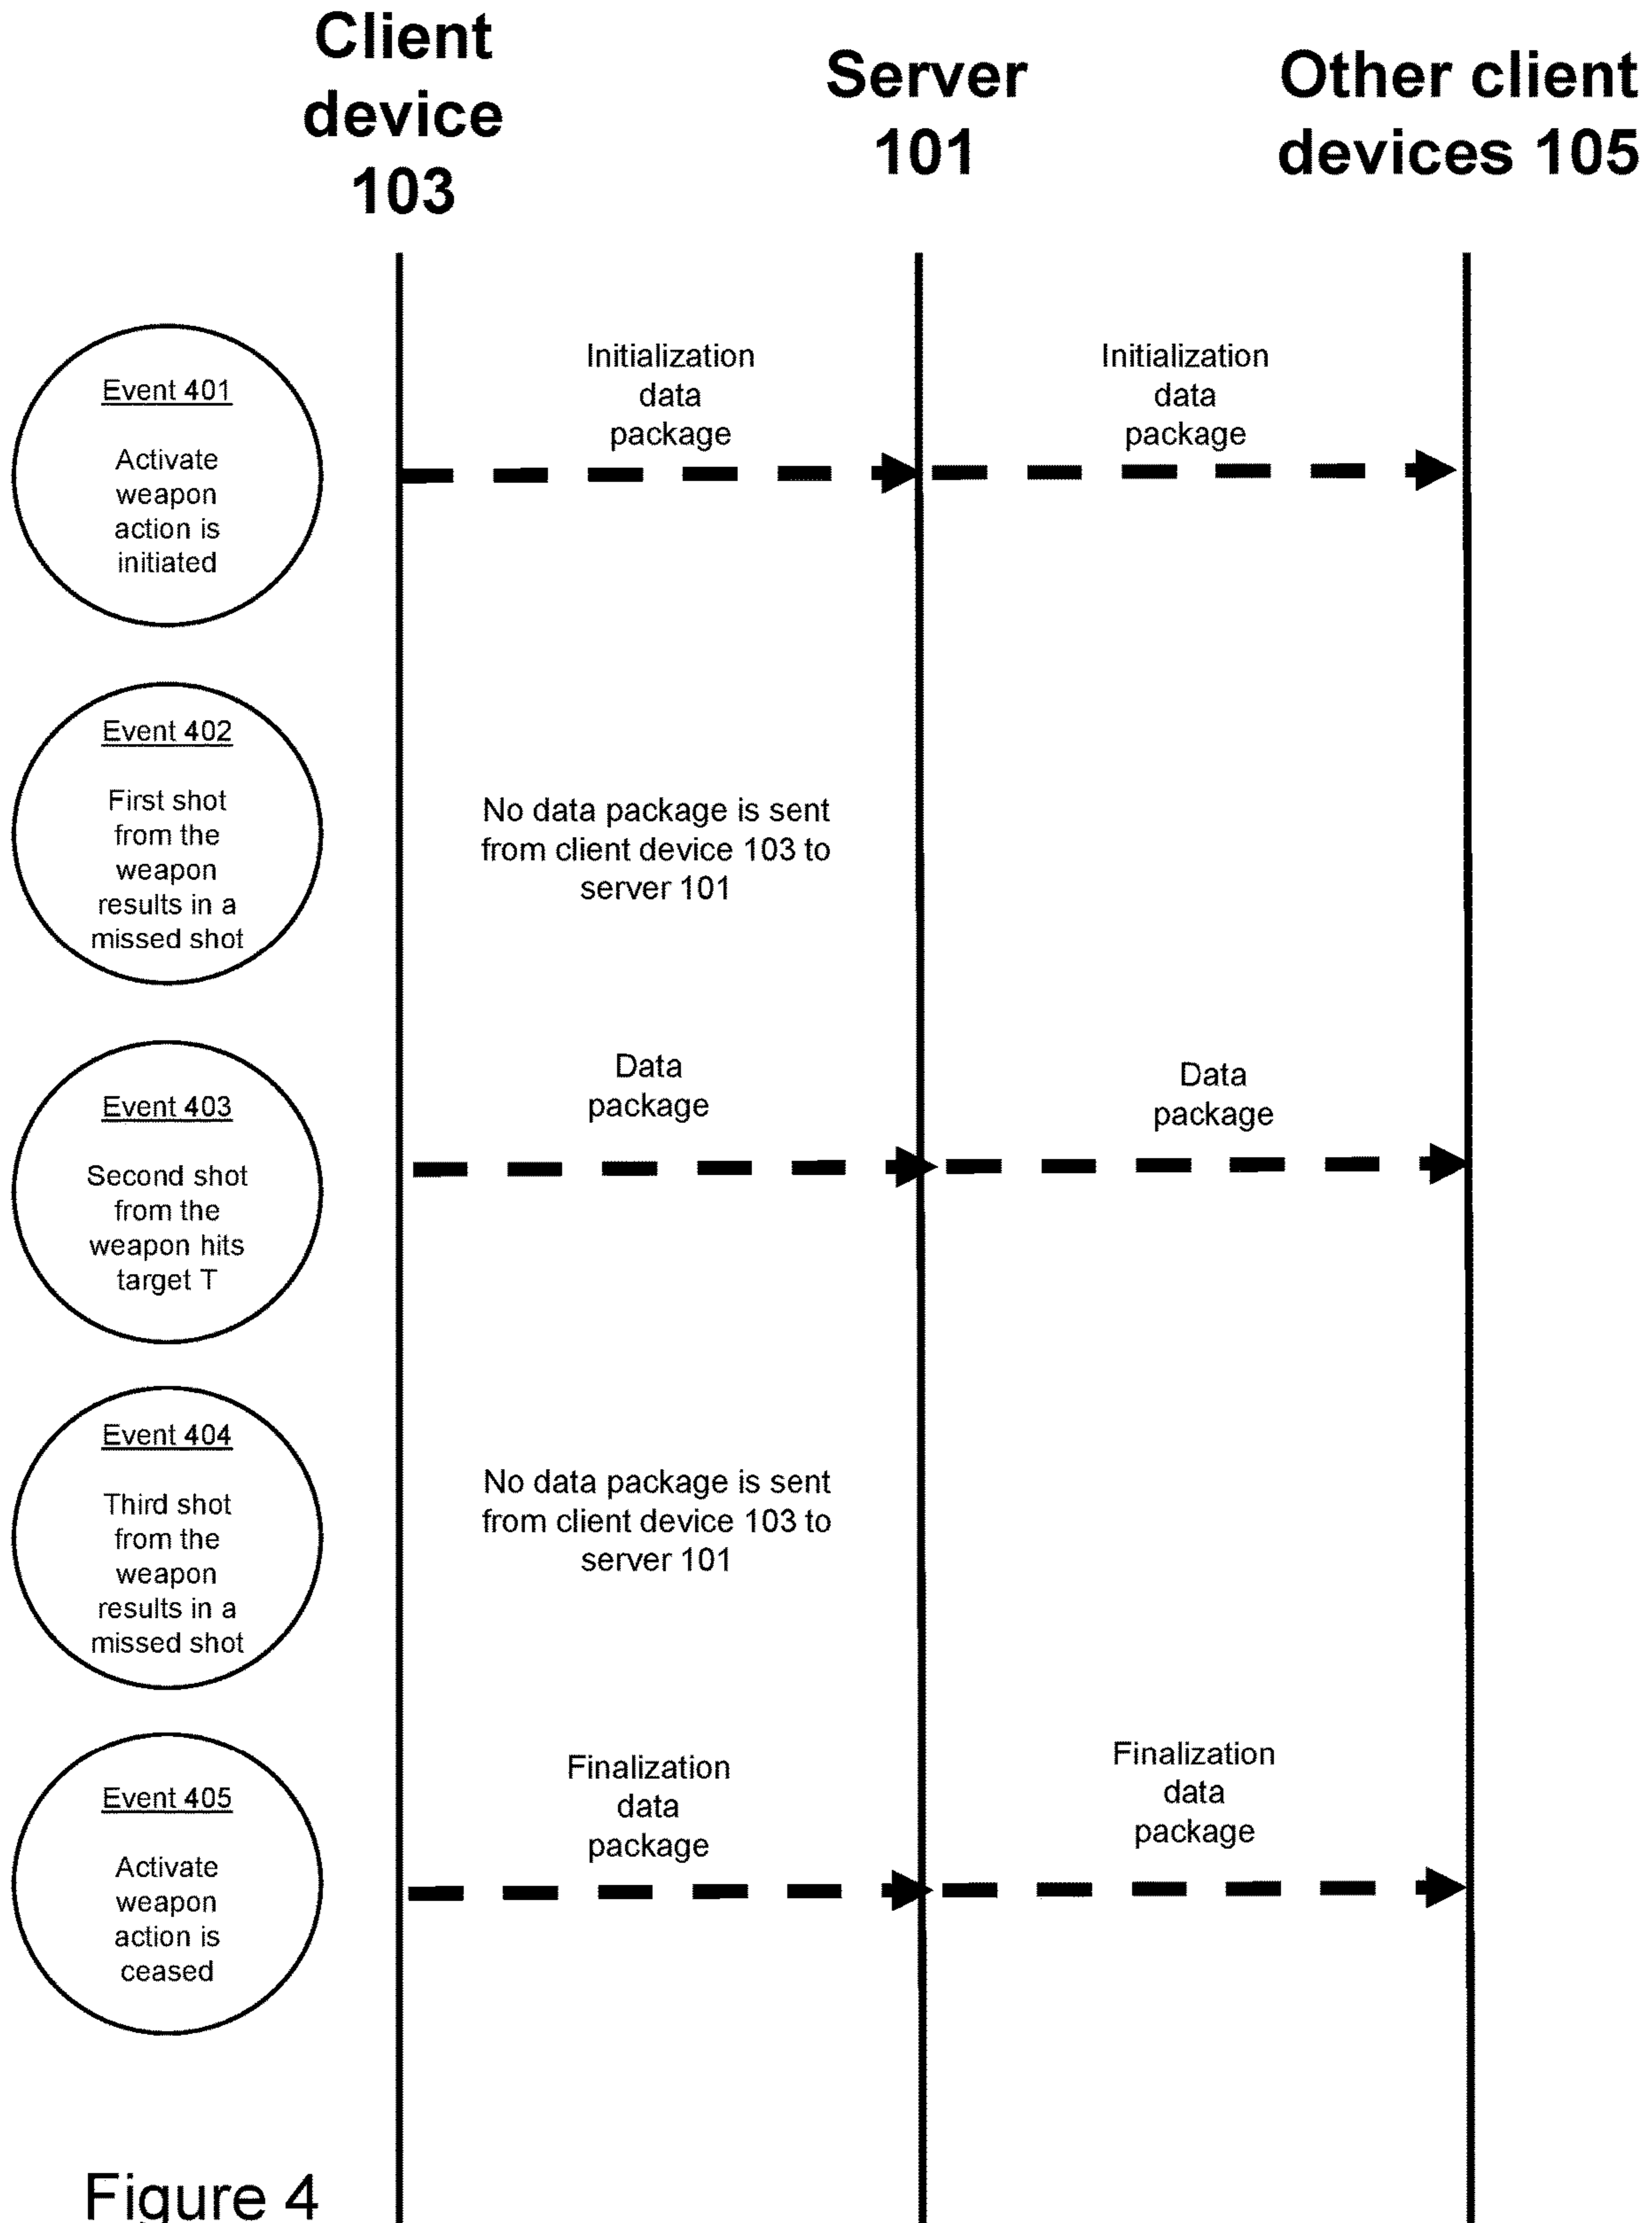 Client
device
103
Server
101
Other client
devices 105
Event 401
Activate
weapon
action is
initiated
Initialization
data
package
Initialization
data
package
Event 402
First shot
from the
weapon
results in a
missed shot
No data package is sent
from client device 103 to
server 101
Event 403
Second shot
from the
weapon hits
target T
Data
package
Data
package
Event 404
Third shot
from the
weapon
results in a
missed shot
No data package is sent
from client device 103 to
server 101
Event 405
Activate
weapon
action is
ceased
Finalization
data
package
Finalization
data
package
Figure 4